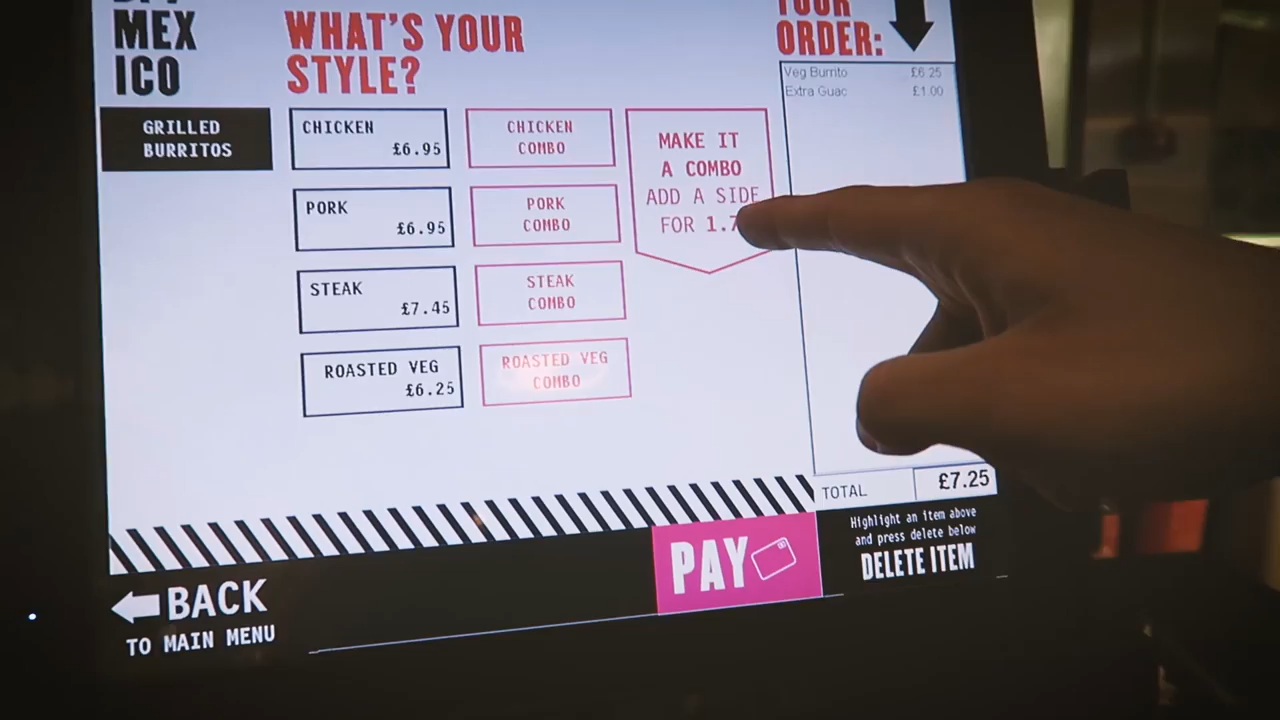 MEX
ICO
GRILLED
BURRITOS
WHAT'S YOUR
STYLE?
CHICKEN
£6.95
PORK
£6.95
STEAK
£7.45
ROASTED VEG
£6.25
CHICKEN
COMBO
PORK
COMBO
STEAK
COMBO
ROASTED VEG
COMBO
MAKE IT
A COMBO
ADD A SIDE
FOR 1.7
YOUR
ORDER:
Veg Burrito £6.25
Extra Guac £1.00
TOTAL £7.25
Highlight an item above
and press delete below
DELETE ITEM
PAY
BACK
TO MAIN MENU